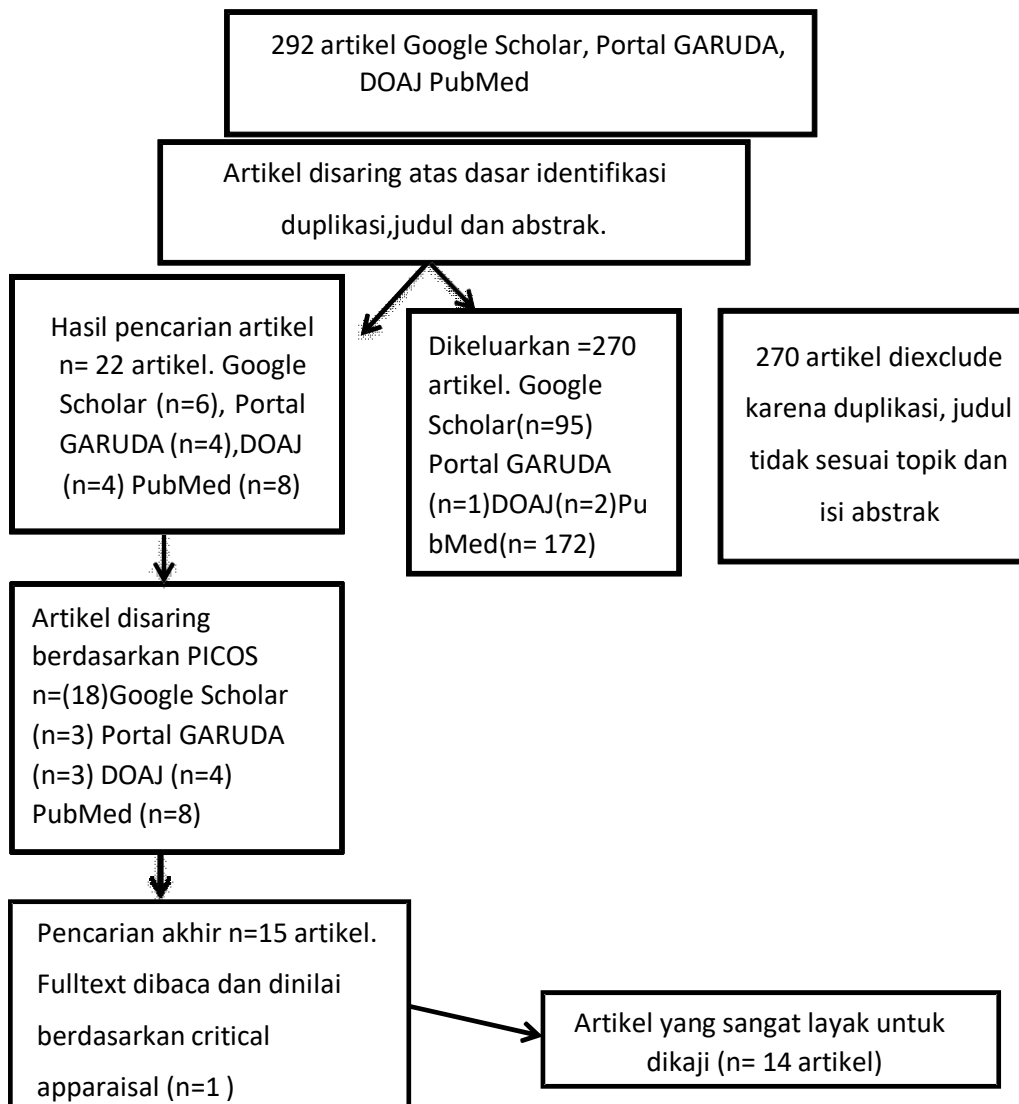 292 artikel Google Scholar, Portal GARUDA,
DOAJ PubMed
Artikel disaring atas dasar identifikasi
duplikasi,judul dan abstrak.
Hasil pencarian artikel
n= 22 artikel. Google
Scholar (n=6), Portal
GARUDA (n=4),DOAJ
(n=4) PubMed (n=8)
Dikeluarkan =270
artikel. Google
Scholar(n=95)
Portal GARUDA
(n=1)DOAJ(n=2)Pu
bMed(n= 172)
270 artikel diexclude
karena duplikasi, judul
tidak sesuai topik dan
isi abstrak
Artikel disaring
berdasarkan PICOS
n=(18)Google Scholar
(n=3) Portal GARUDA
(n=3) DOAJ (n=4)
PubMed (n=8)
Pencarian akhir n=15 artikel.
Fulltext dibaca dan dinilai
berdasarkan critical
apparaisal (n=1 )
Artikel yang sangat layak untuk
dikaji (n= 14 artikel)